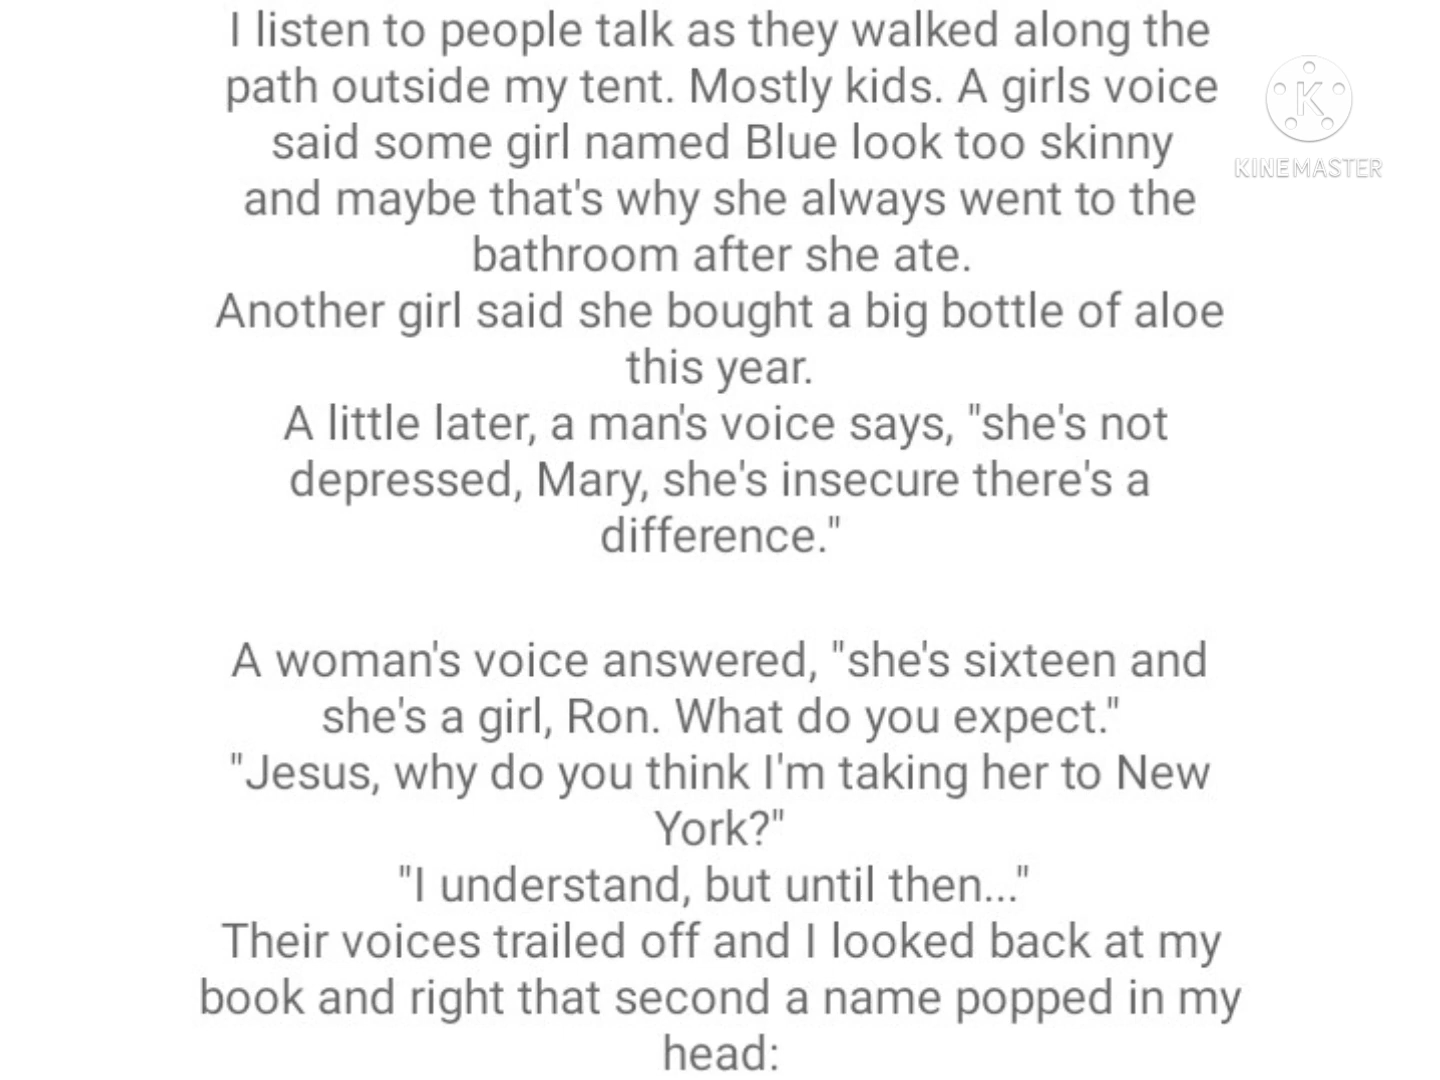 I listen to people talk as they walked along the
path outside my tent. Mostly kids. A girls voice
said some girl named Blue look too skinny
and maybe that's why she always went to the
bathroom after she ate.
Another girl said she bought a big bottle of aloe
this year.
A little later, a man's voice says, "she's not
depressed, Mary, she's insecure there's a
difference."
A woman's voice answered, "she's sixteen and
she's a girl, Ron. What do you expect."
"Jesus, why do you think I'm taking her to New
York?"
"I understand, but until then..."
Their voices trailed off and I looked back at my
book and right that second a name popped in my
head:
K
KINEMASTER